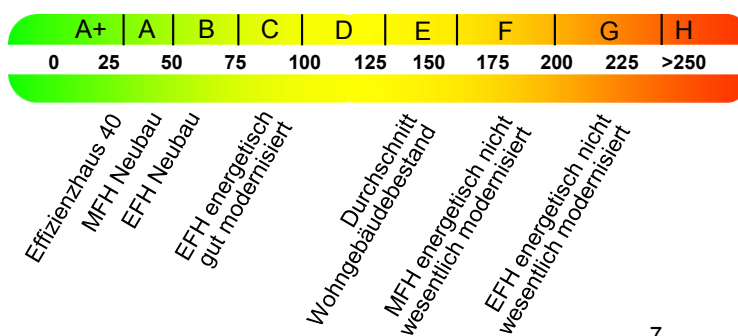 A+ A B C D E F G H
0 25 50 75 100 125 150 175 200 225 >250
Effizienzhaus 40
MFH Neubau
EFH Neubau
EFH energetisch
gut modernisiert
Durchschnitt
Wohngebäudebestand
MFH energetisch nicht
wesentlich modernisiert
EFH energetisch nicht
wesentlich modernisiert
7